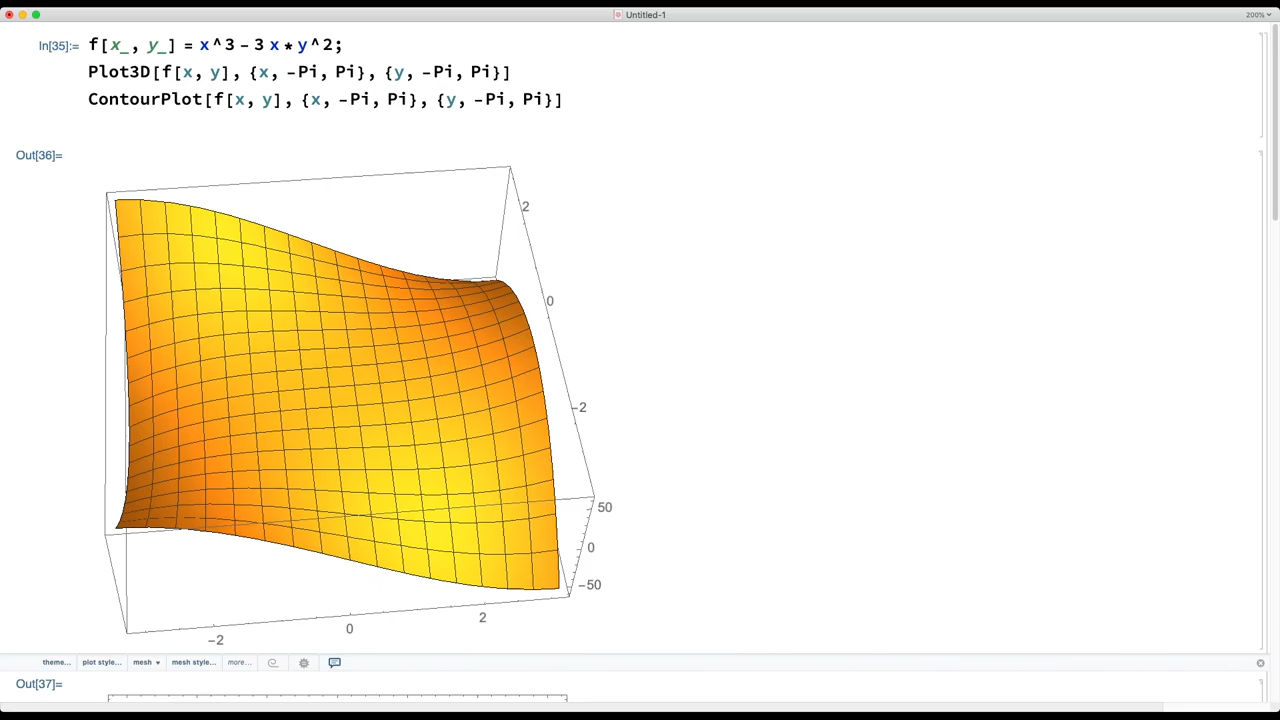 Untitled-1
200%
In[35]:= f[x_, y_] = x^3 - 3 x * y^2;
Plot3D[f[x, y], {x, -Pi, Pi}, {y, -Pi, Pi}]
ContourPlot[f[x, y], {x, -Pi, Pi}, {y, -Pi, Pi}]
Out[36]=
2
0
-2
50
0
-50
-2
0
2
theme... plot style... mesh mesh style... more...
Out[37]=